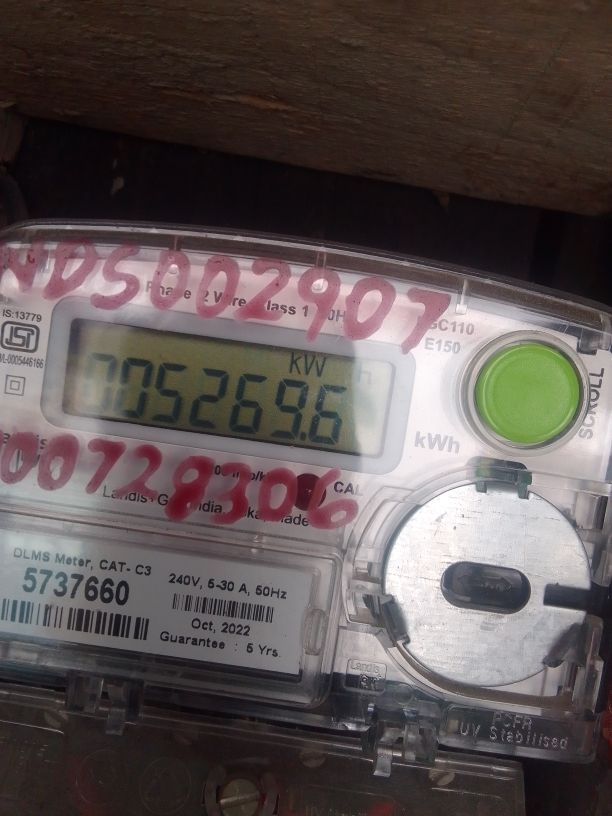 NDS002907
Phase 2 Wire Class 1
IS:13779
GC110
E150
kW
005269.6
kWh
SCROLL
00728306
CAL
DLMS Meter, CAT- C3
5737660
240V, 5-30 A, 50Hz
Oct, 2022
Guarantee : 5 Yrs.
Landis
UV Stabilised